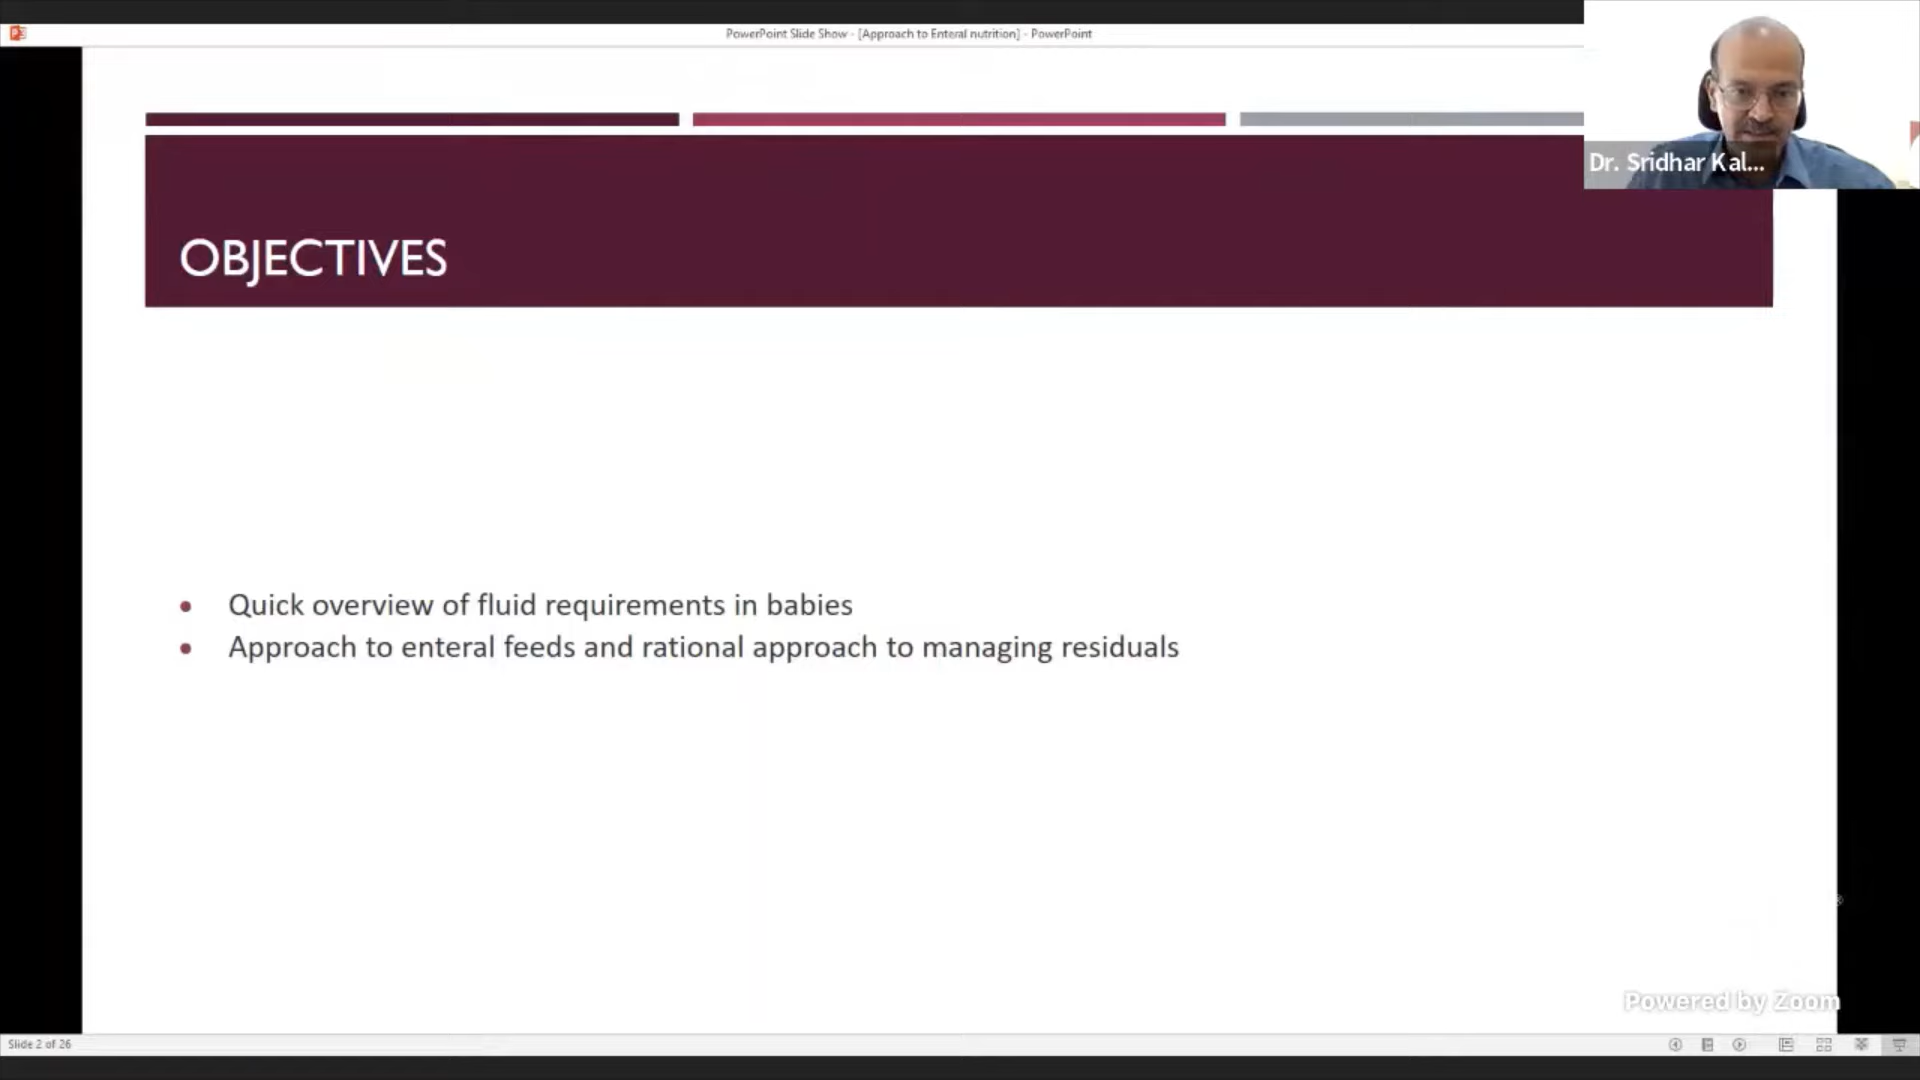 PowerPoint Slide Show - [Approach to Enteral nutrition] - PowerPoint
Dr. Sridhar Kal...
OBJECTIVES
• Quick overview of fluid requirements in babies
• Approach to enteral feeds and rational approach to managing residuals
Powered by Zoom
Slide 2 of 26